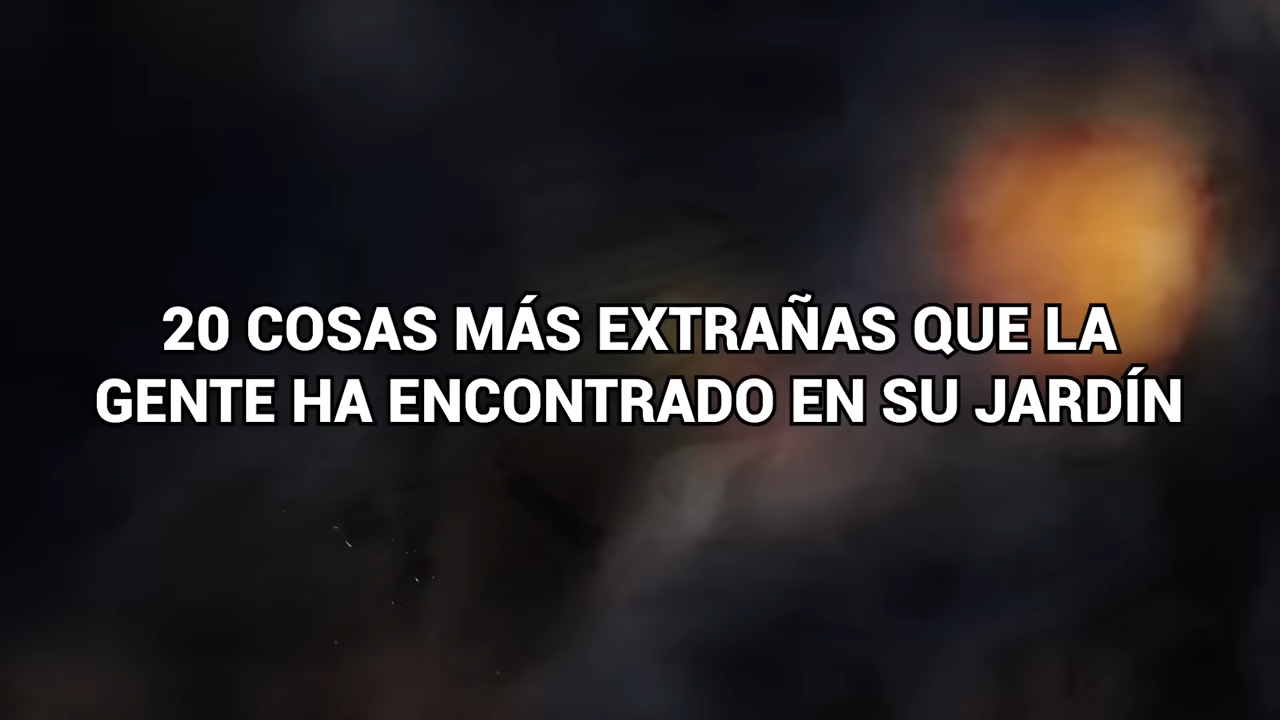 20 COSAS MÁS EXTRAÑAS QUE LA
GENTE HA ENCONTRADO EN SU JARDÍN